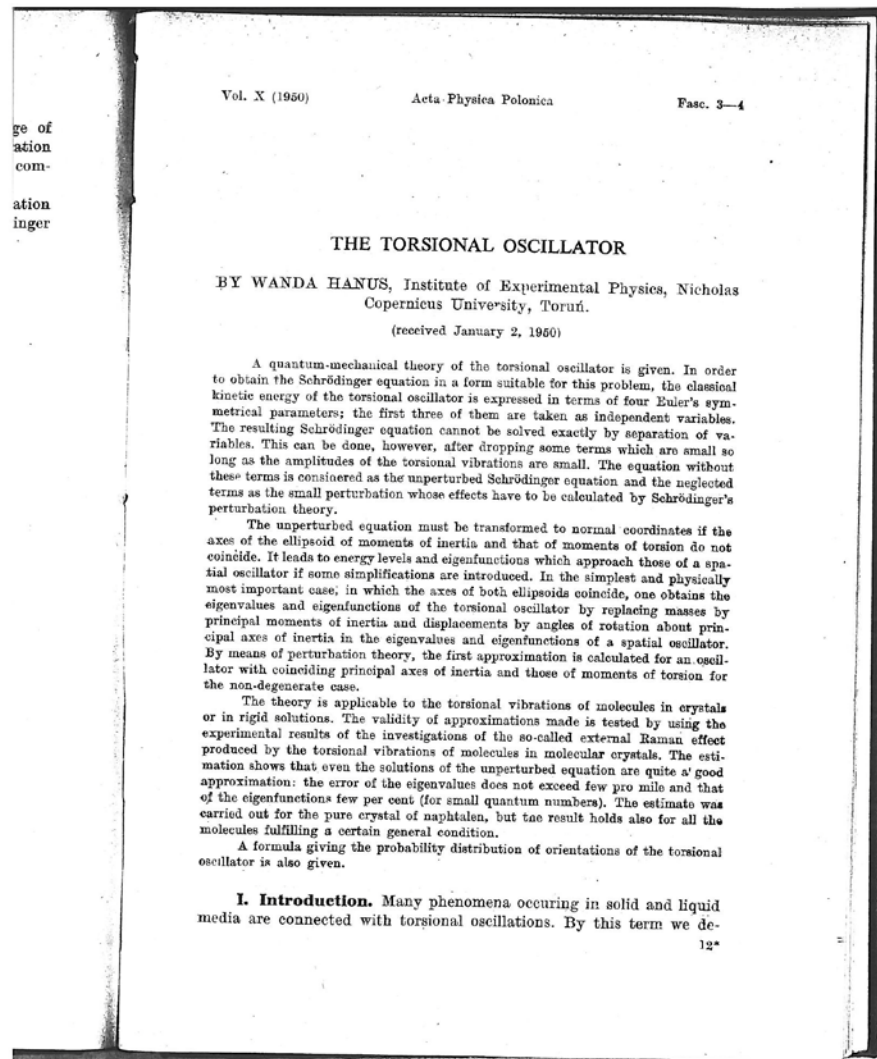 ge of
ation
com-
ation
inger
Vol. X (1950) Acta Physica Polonica Fasc. 3—4
THE TORSIONAL OSCILLATOR
BY WANDA HANUS, Institute of Experimental Physics, Nicholas
Copernicus University, Toruń.
(received January 2, 1950)
A quantum-mechanical theory of the torsional oscillator is given. In order
to obtain the Schrödinger equation in a form suitable for this problem, the classical
kinetic energy of the torsional oscillator is expressed in terms of four Euler's sym-
metrical parameters; the first three of them are taken as independent variables.
The resulting Schrödinger equation cannot be solved exactly by separation of va-
riables. This can be done, however, after dropping some terms which are small so
long as the amplitudes of the torsional vibrations are small. The equation without
these terms is considered as the unperturbed Schrödinger equation and the neglected
terms as the small perturbation whose effects have to be calculated by Schrödinger's
perturbation theory.
The unperturbed equation must be transformed to normal coordinates if the
axes of the ellipsoid of moments of inertia and that of moments of torsion do not
coincide. It leads to energy levels and eigenfunctions which approach those of a spa-
tial oscillator if some simplifications are introduced. In the simplest and physically
most important case, in which the axes of both ellipsoids coincide, one obtains the
eigenvalues and eigenfunctions of the torsional oscillator by replacing masses by
principal moments of inertia and displacements by angles of rotation about prin-
cipal axes of inertia in the eigenvalues and eigenfunctions of a spatial oscillator.
By means of perturbation theory, the first approximation is calculated for an oscil-
lator with coinciding principal axes of inertia and those of moments of torsion for
the non-degenerate case.
The theory is applicable to the torsional vibrations of molecules in crystals
or in rigid solutions. The validity of approximations made is tested by using the
experimental results of the investigations of the so-called external Raman effect
produced by the torsional vibrations of molecules in molecular crystals. The esti-
mation shows that even the solutions of the unperturbed equation are quite a good
approximation: the error of the eigenvalues does not exceed few pro mile and that
of the eigenfunctions few per cent (for small quantum numbers). The estimate was
carried out for the pure crystal of naphtalen, but the result holds also for all the
molecules fulfilling a certain general condition.
A formula giving the probability distribution of orientations of the torsional
oscillator is also given.
I. Introduction. Many phenomena occuring in solid and liquid
media are connected with torsional oscillations. By this term we de-
12*